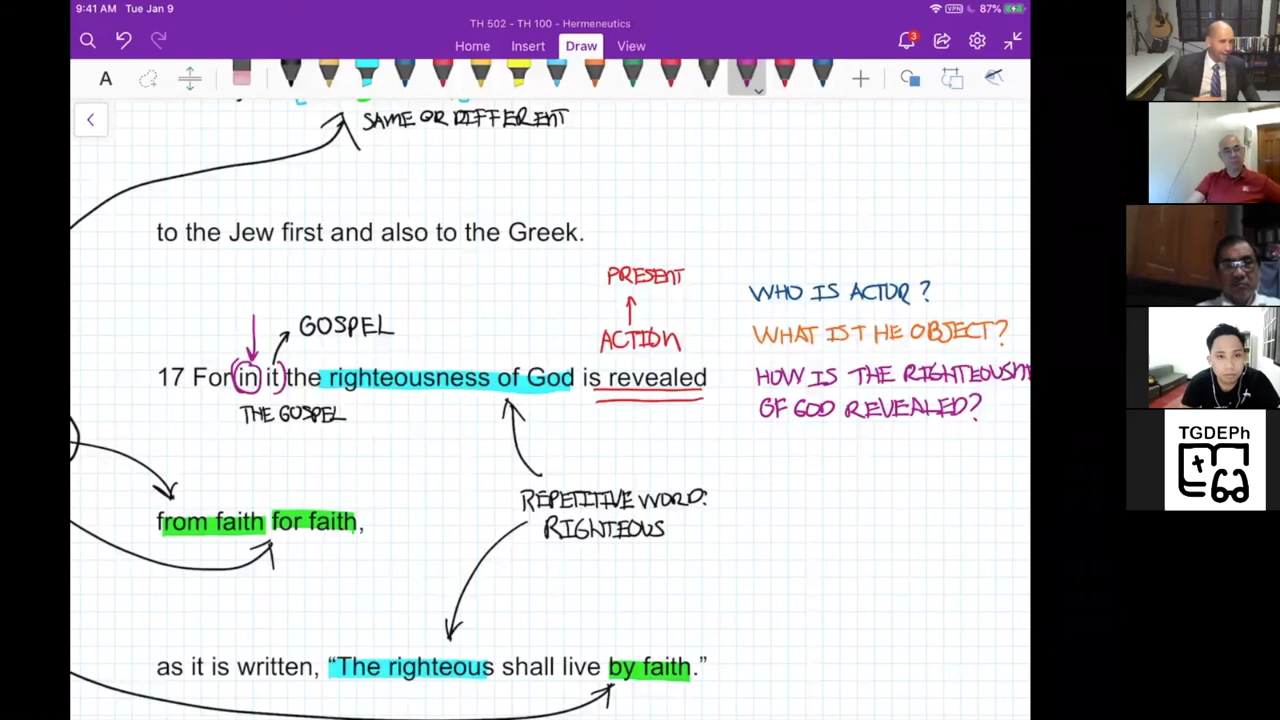 9:41 AM Tue Jan 9
VPN 87%
TH 502 - TH 100 - Hermeneutics
Home Insert Draw View
3
A
SAME OR DIFFERENT
to the Jew first and also to the Greek.
PRESENT
WHO IS ACTOR?
GOSPEL
ACTION
WHAT IS THE OBJECT?
17 For (in it) the righteousness of God is revealed
HOW IS THE RIGHTEOUSN
OF GOD REVEALED?
THE GOSPEL
TGDEPh
REPETITIVE WORD:
RIGHTEOUS
from faith for faith,
as it is written, “The righteous shall live by faith.”